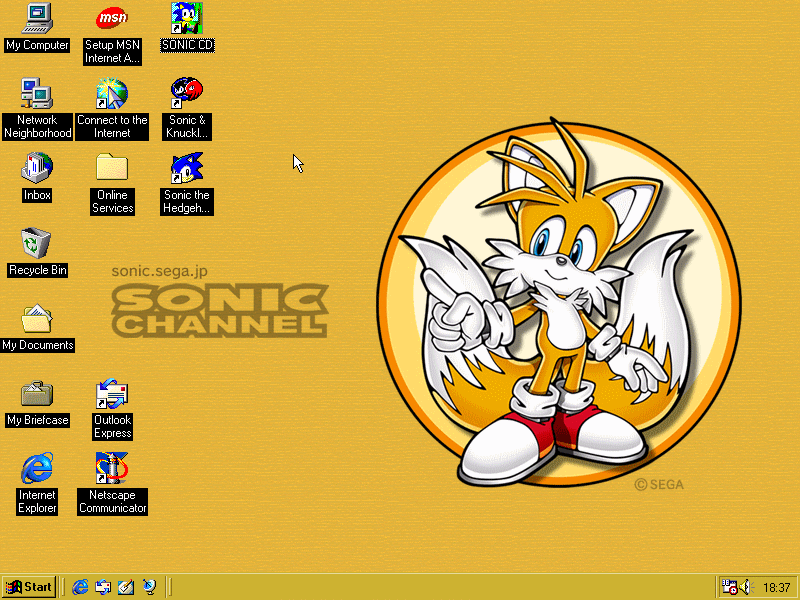 My Computer
Setup MSN
Internet A...
msn
SONIC CD
Network
Neighborhood
Connect to the
Internet
Sonic &
Knuckl...
Inbox
Online
Services
Sonic the
Hedgeh...
Recycle Bin
My Documents
My Briefcase
Outlook
Express
Internet
Explorer
Netscape
Communicator
sonic.sega.jp
SONIC
CHANNEL
© SEGA
Start
18:37